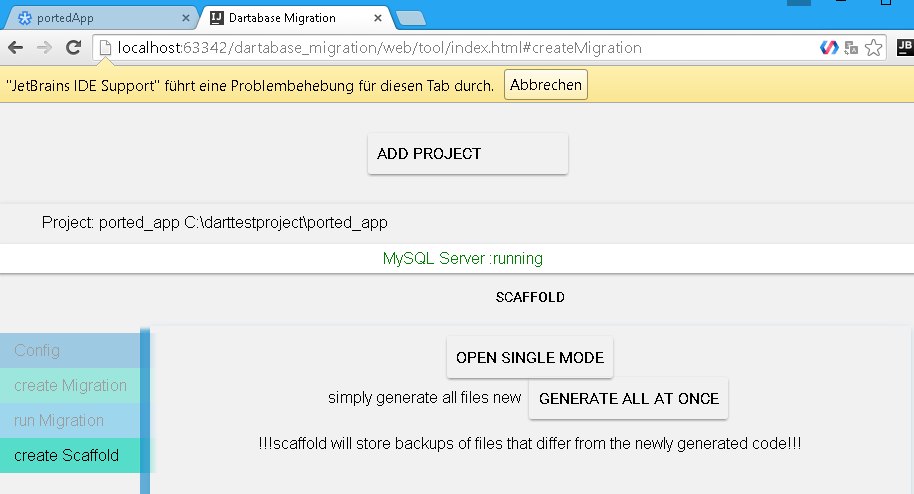 portedApp
Dartabase Migration
localhost:63342/dartabase_migration/web/tool/index.html#createMigration
JB
"JetBrains IDE Support" führt eine Problembehebung für diesen Tab durch. Abbrechen
ADD PROJECT
Project: ported_app C:\darttestproject\ported_app
MySQL Server :running
SCAFFOLD
Config
create Migration
run Migration
create Scaffold
OPEN SINGLE MODE
simply generate all files new GENERATE ALL AT ONCE
!!!scaffold will store backups of files that differ from the newly generated code!!!